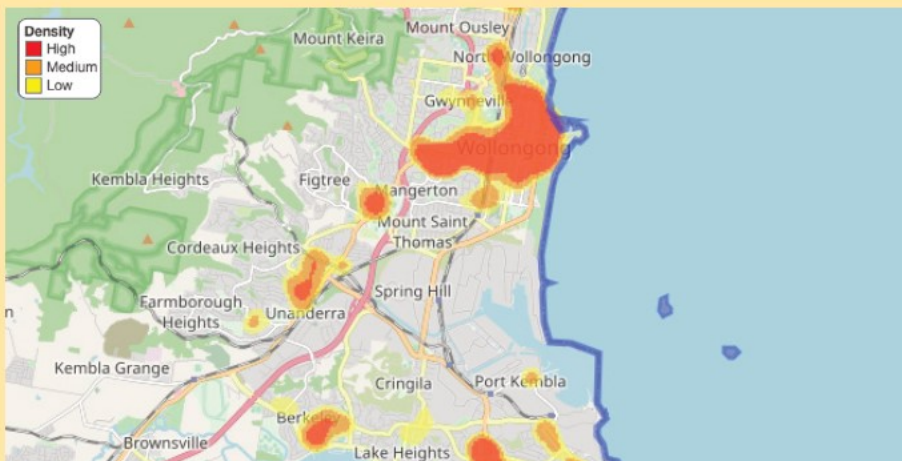 Density
High
Medium
Low
Mount Ousley
Mount Keira
North Wollongong
Gwynneville
Wollongong
Kembla Heights
Figtree
Mangerton
Mount Saint
Thomas
Cordeaux Heights
Farmborough
Heights
Unanderra
Spring Hill
n
Kembla Grange
Cringila
Port Kembla
Berkeley
Brownsville
Lake Heights